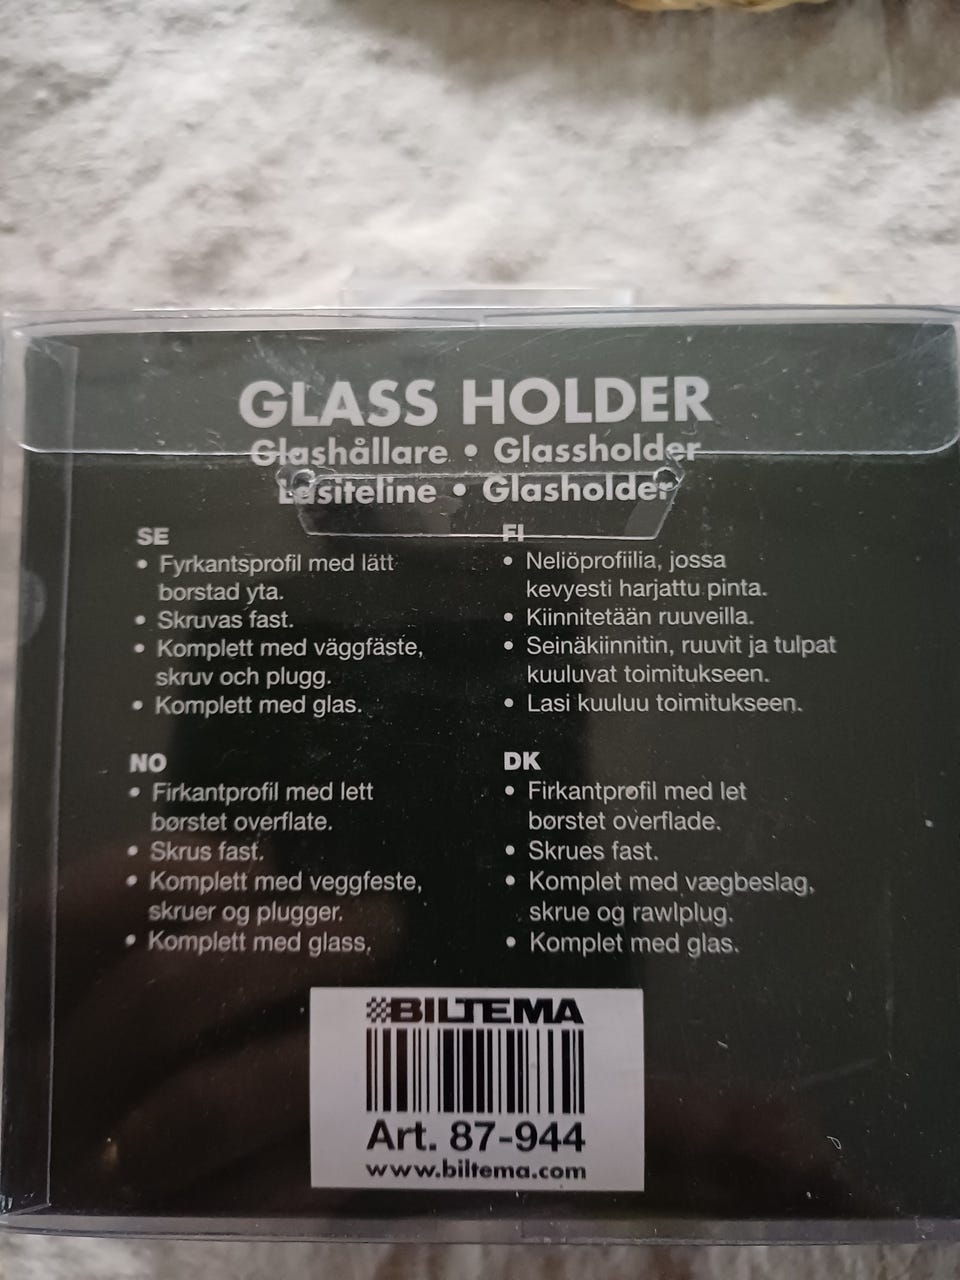 GLASS HOLDER
Glashållare • Glassholder
Lasiteline • Glasholder
SE
• Fyrkantsprofil med lätt
borstad yta.
• Skruvas fast.
• Komplett med väggfäste,
skruv och plugg.
• Komplett med glas.
FI
• Neliöprofiilia, jossa
kevyesti harjattu pinta.
• Kiinnitetään ruuveilla.
• Seinäkiinnitin, ruuvit ja tulpat
kuuluvat toimitukseen.
• Lasi kuuluu toimitukseen.
NO
• Firkantprofil med lett
børstet overflate.
• Skrus fast.
• Komplett med veggfeste,
skruer og plugger.
• Komplett med glass.
DK
• Firkantprofil med let
børstet overflade.
• Skrues fast.
• Komplet med vægbeslag,
skrue og rawlplug.
• Komplet med glas.
BILTEMA
Art. 87-944
www.biltema.com